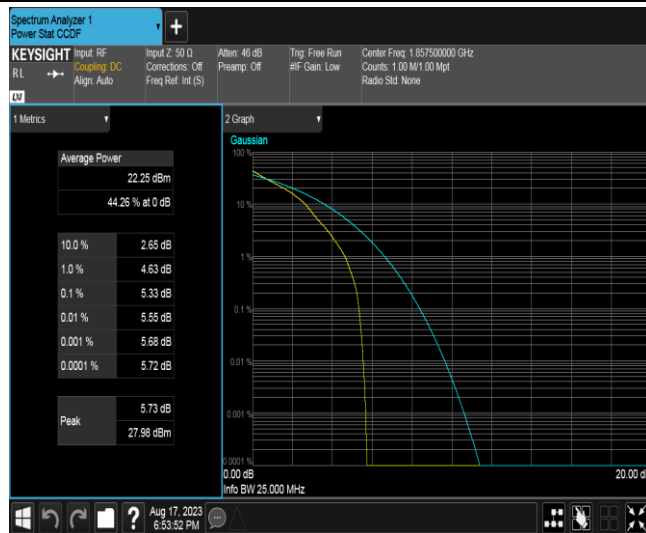 Spectrum Analyzer 1
Power Stat CCDF
+
KEYSIGHT
RL
Input: RF
Coupling: DC
Align: Auto
Input Z: 50 Ω
Corrections: Off
Freq Ref: Int (S)
Atten: 46 dB
Preamp: Off
Trig: Free Run
#IF Gain: Low
Center Freq: 1.857500000 GHz
Counts: 1.00 M/1.00 Mpt
Radio Std: None
1 Metrics
Average Power
22.25 dBm
44.26 % at 0 dB
10.0 % 2.65 dB
1.0 % 4.63 dB
0.1 % 5.33 dB
0.01 % 5.55 dB
0.001 % 5.68 dB
0.0001 % 5.72 dB
Peak
5.73 dB
27.98 dBm
2 Graph
Gaussian
100 %
10 %
1 %
0.1 %
0.01 %
0.001 %
0.0001 %
0.00 dB
20.00 d
Info BW 25.000 MHz
?
Aug 17, 2023
6:53:52 PM